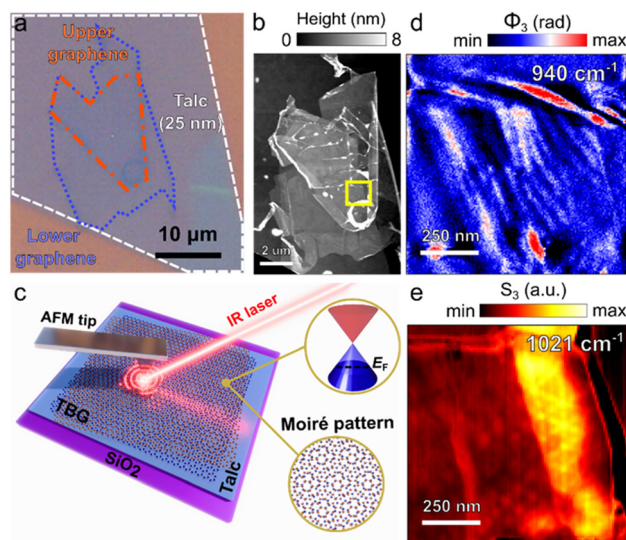 a
Upper
graphene
Talc
(25 nm)
Lower
graphene
10 µm
b
Height (nm)
0
8
2 um
c
AFM tip
IR laser
E_F
TBG
SiO2
Talc
Moiré pattern
d
Φ₃ (rad)
min
max
940 cm⁻¹
250 nm
e
S₃ (a.u.)
min
max
1021 cm⁻¹
250 nm